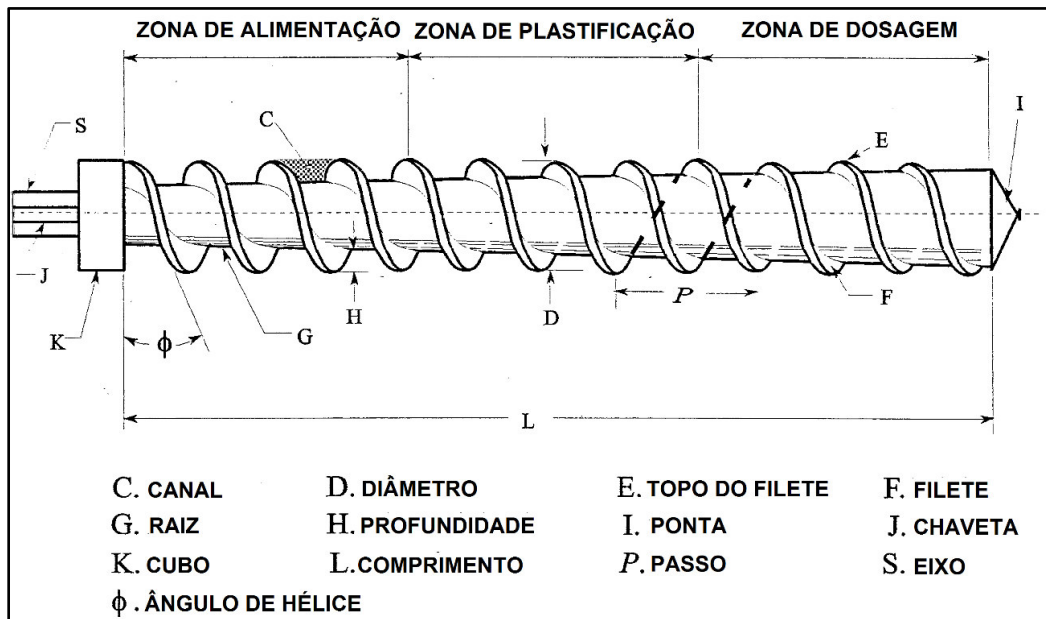 ZONA DE ALIMENTAÇÃO ZONA DE PLASTIFICAÇÃO ZONA DE DOSAGEM
I
C
S
E
P
J
F
H
D
G
K
ϕ
L
C. CANAL D. DIÂMETRO E. TOPO DO FILETE F. FILETE
G. RAIZ H. PROFUNDIDADE I. PONTA J. CHAVETA
K. CUBO L. COMPRIMENTO P. PASSO S. EIXO
ϕ. ÂNGULO DE HÉLICE